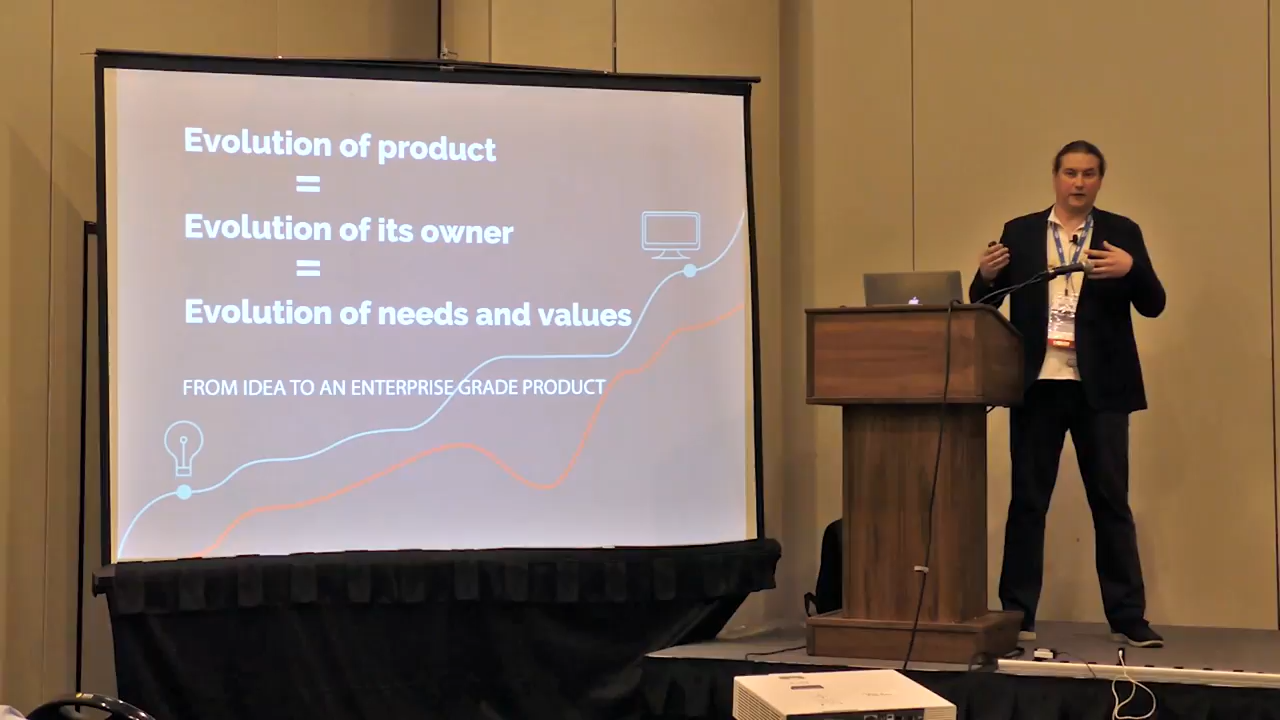 Evolution of product
=
Evolution of its owner
=
Evolution of needs and values
FROM IDEA TO AN ENTERPRISE GRADE PRODUCT